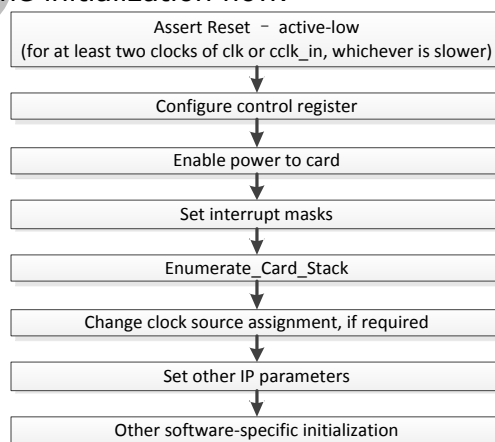 initialization flow.
Assert Reset – active-low
(for at least two clocks of clk or cclk_in, whichever is slower)
Configure control register
Enable power to card
Set interrupt masks
Enumerate_Card_Stack
Change clock source assignment, if required
Set other IP parameters
Other software-specific initialization